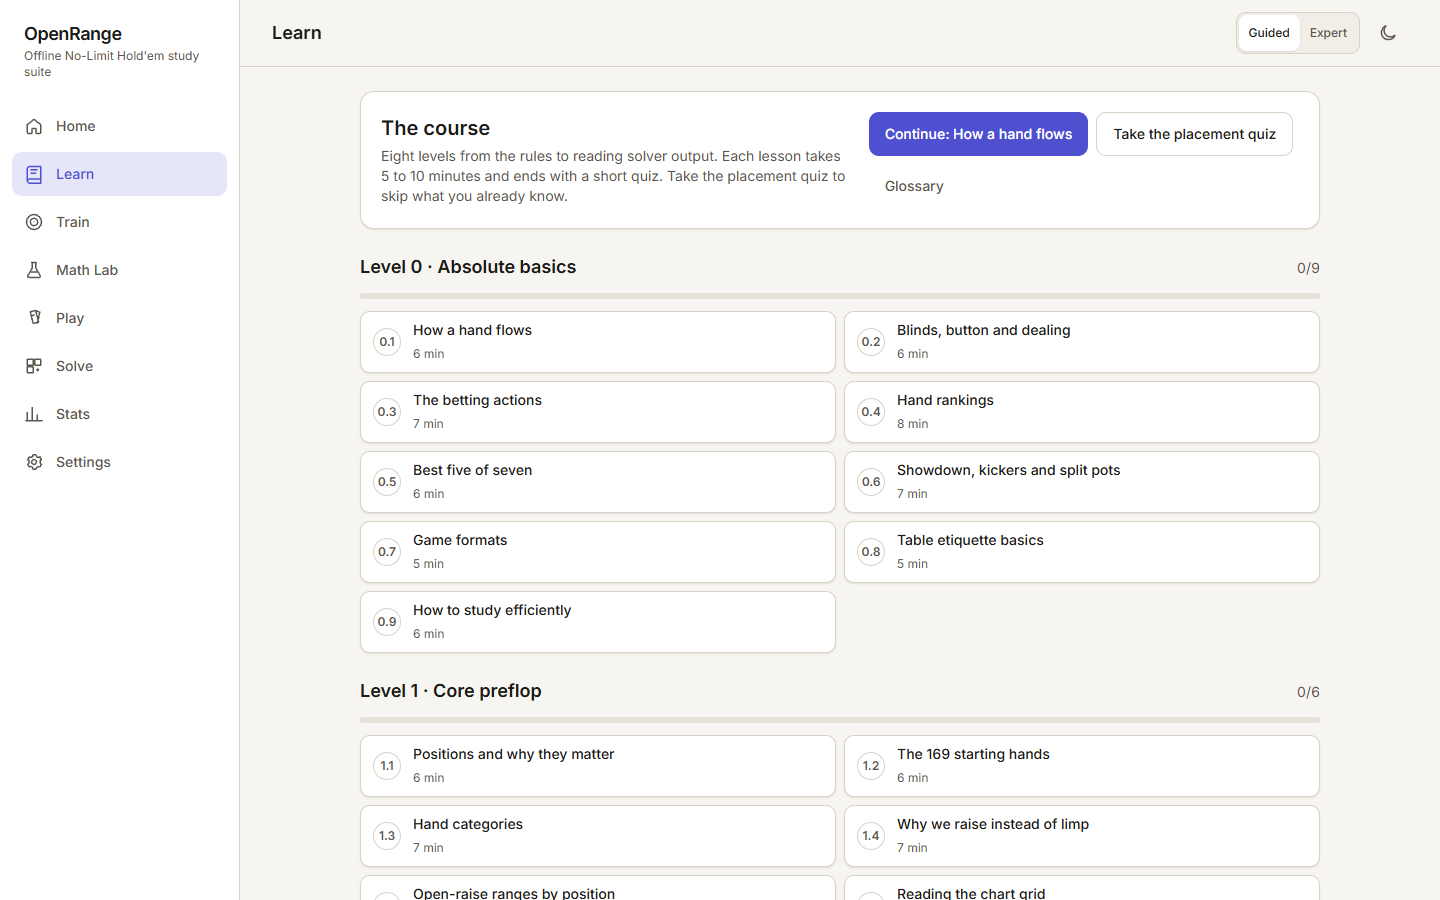 OpenRange
Offline No-Limit Hold'em study
suite
Home
Learn
Train
Math Lab
Play
Solve
Stats
Settings
Learn
Guided
Expert
The course
Eight levels from the rules to reading solver output. Each lesson takes
5 to 10 minutes and ends with a short quiz. Take the placement quiz to
skip what you already know.
Continue: How a hand flows
Take the placement quiz
Glossary
Level 0 · Absolute basics
0/9
0.1
How a hand flows
6 min
0.2
Blinds, button and dealing
6 min
0.3
The betting actions
7 min
0.4
Hand rankings
8 min
0.5
Best five of seven
6 min
0.6
Showdown, kickers and split pots
7 min
0.7
Game formats
5 min
0.8
Table etiquette basics
5 min
0.9
How to study efficiently
6 min
Level 1 · Core preflop
0/6
1.1
Positions and why they matter
6 min
1.2
The 169 starting hands
6 min
1.3
Hand categories
7 min
1.4
Why we raise instead of limp
7 min
Open-raise ranges by position
Reading the chart grid